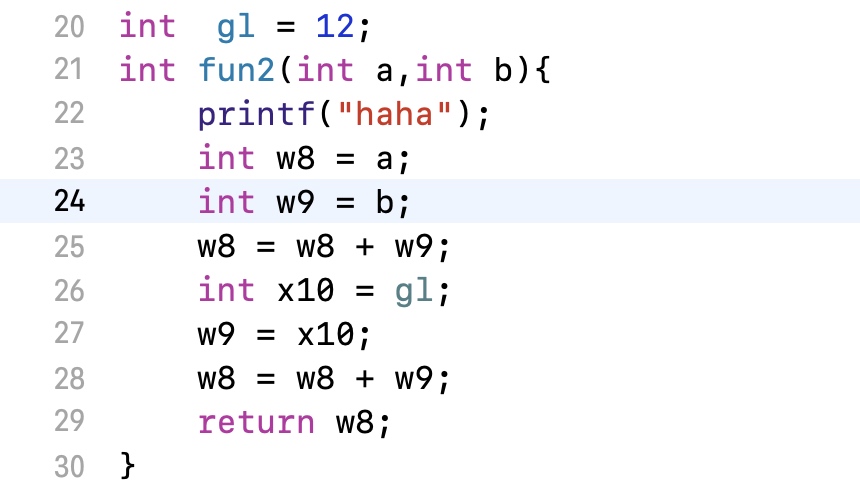 20 int  gl = 12;
21 int fun2(int a,int b){
22     printf("haha");
23     int w8 = a;
24     int w9 = b;
25     w8 = w8 + w9;
26     int x10 = gl;
27     w9 = x10;
28     w8 = w8 + w9;
29     return w8;
30 }